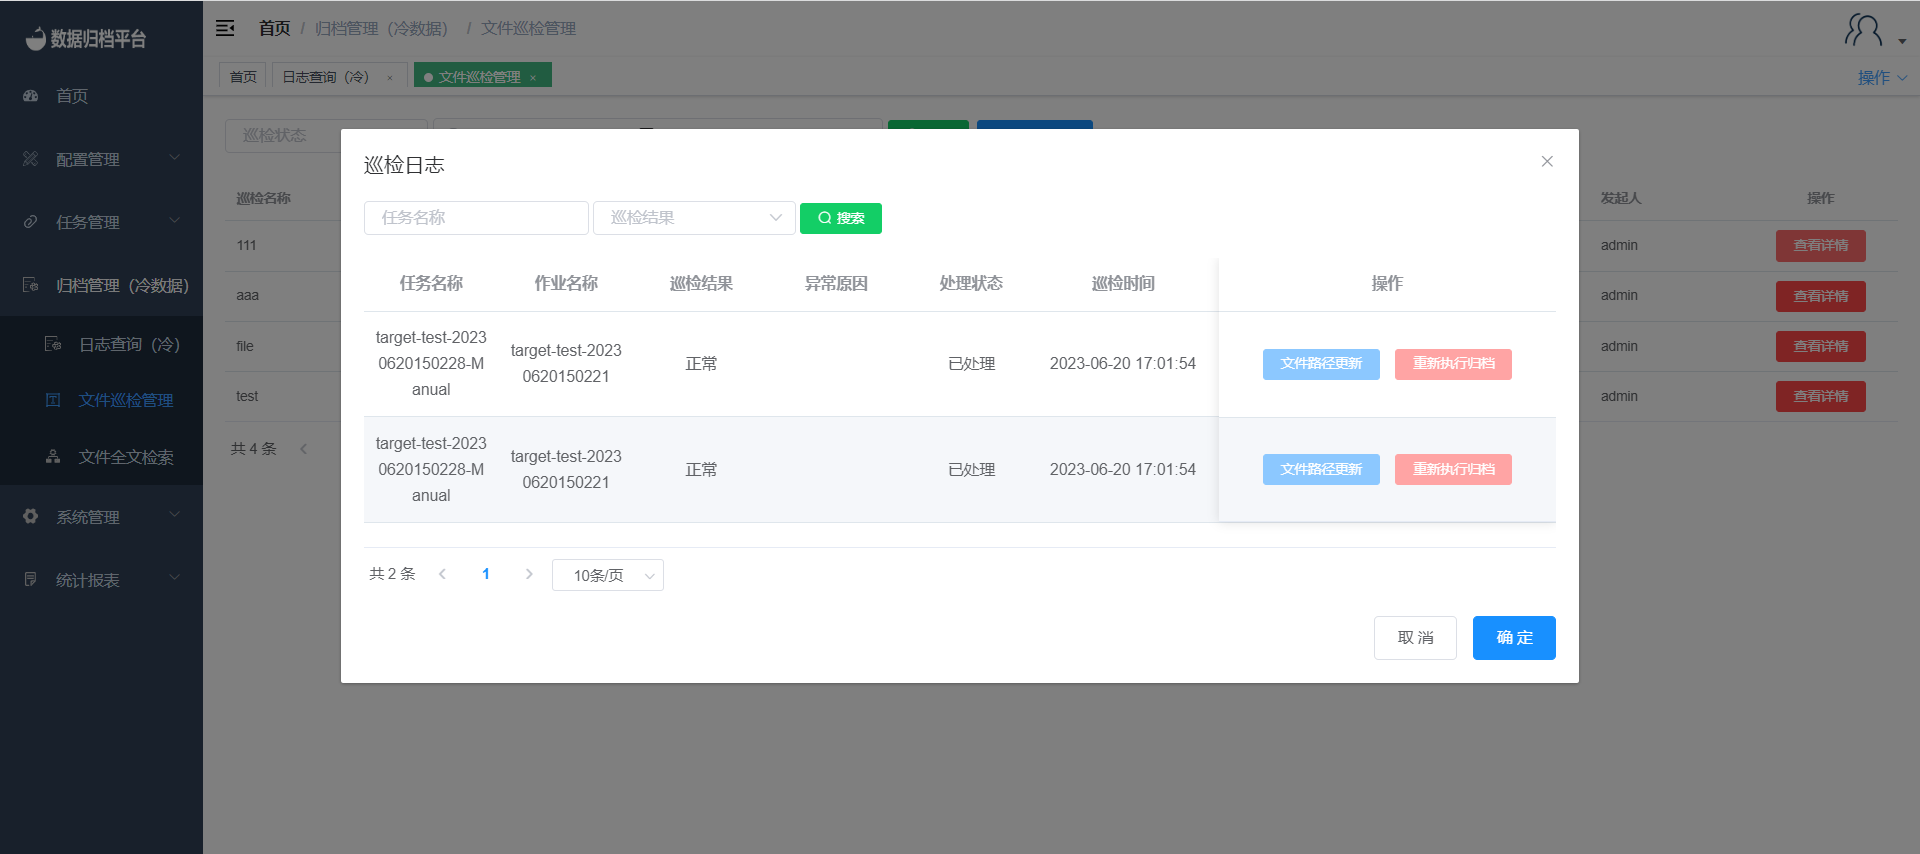 数据归档平台
首页
配置管理
任务管理
归档管理（冷数据）
日志查询（冷）
文件巡检管理
文件全文检索
系统管理
统计报表
首页 / 归档管理（冷数据） / 文件巡检管理
首页 日志查询（冷） × 文件巡检管理 ×
操作
巡检状态
巡检名称 发起人 操作
111 admin 查看详情
aaa admin 查看详情
file admin 查看详情
test admin 查看详情
共 4 条
巡检日志
任务名称 巡检结果 搜索
任务名称 作业名称 巡检结果 异常原因 处理状态 巡检时间 操作
target-test-2023
0620150228-M
anual
target-test-2023
0620150221
正常 已处理 2023-06-20 17:01:54 文件路径更新 重新执行归档
target-test-2023
0620150228-M
anual
target-test-2023
0620150221
正常 已处理 2023-06-20 17:01:54 文件路径更新 重新执行归档
共 2 条 1 10条/页
取 消 确 定